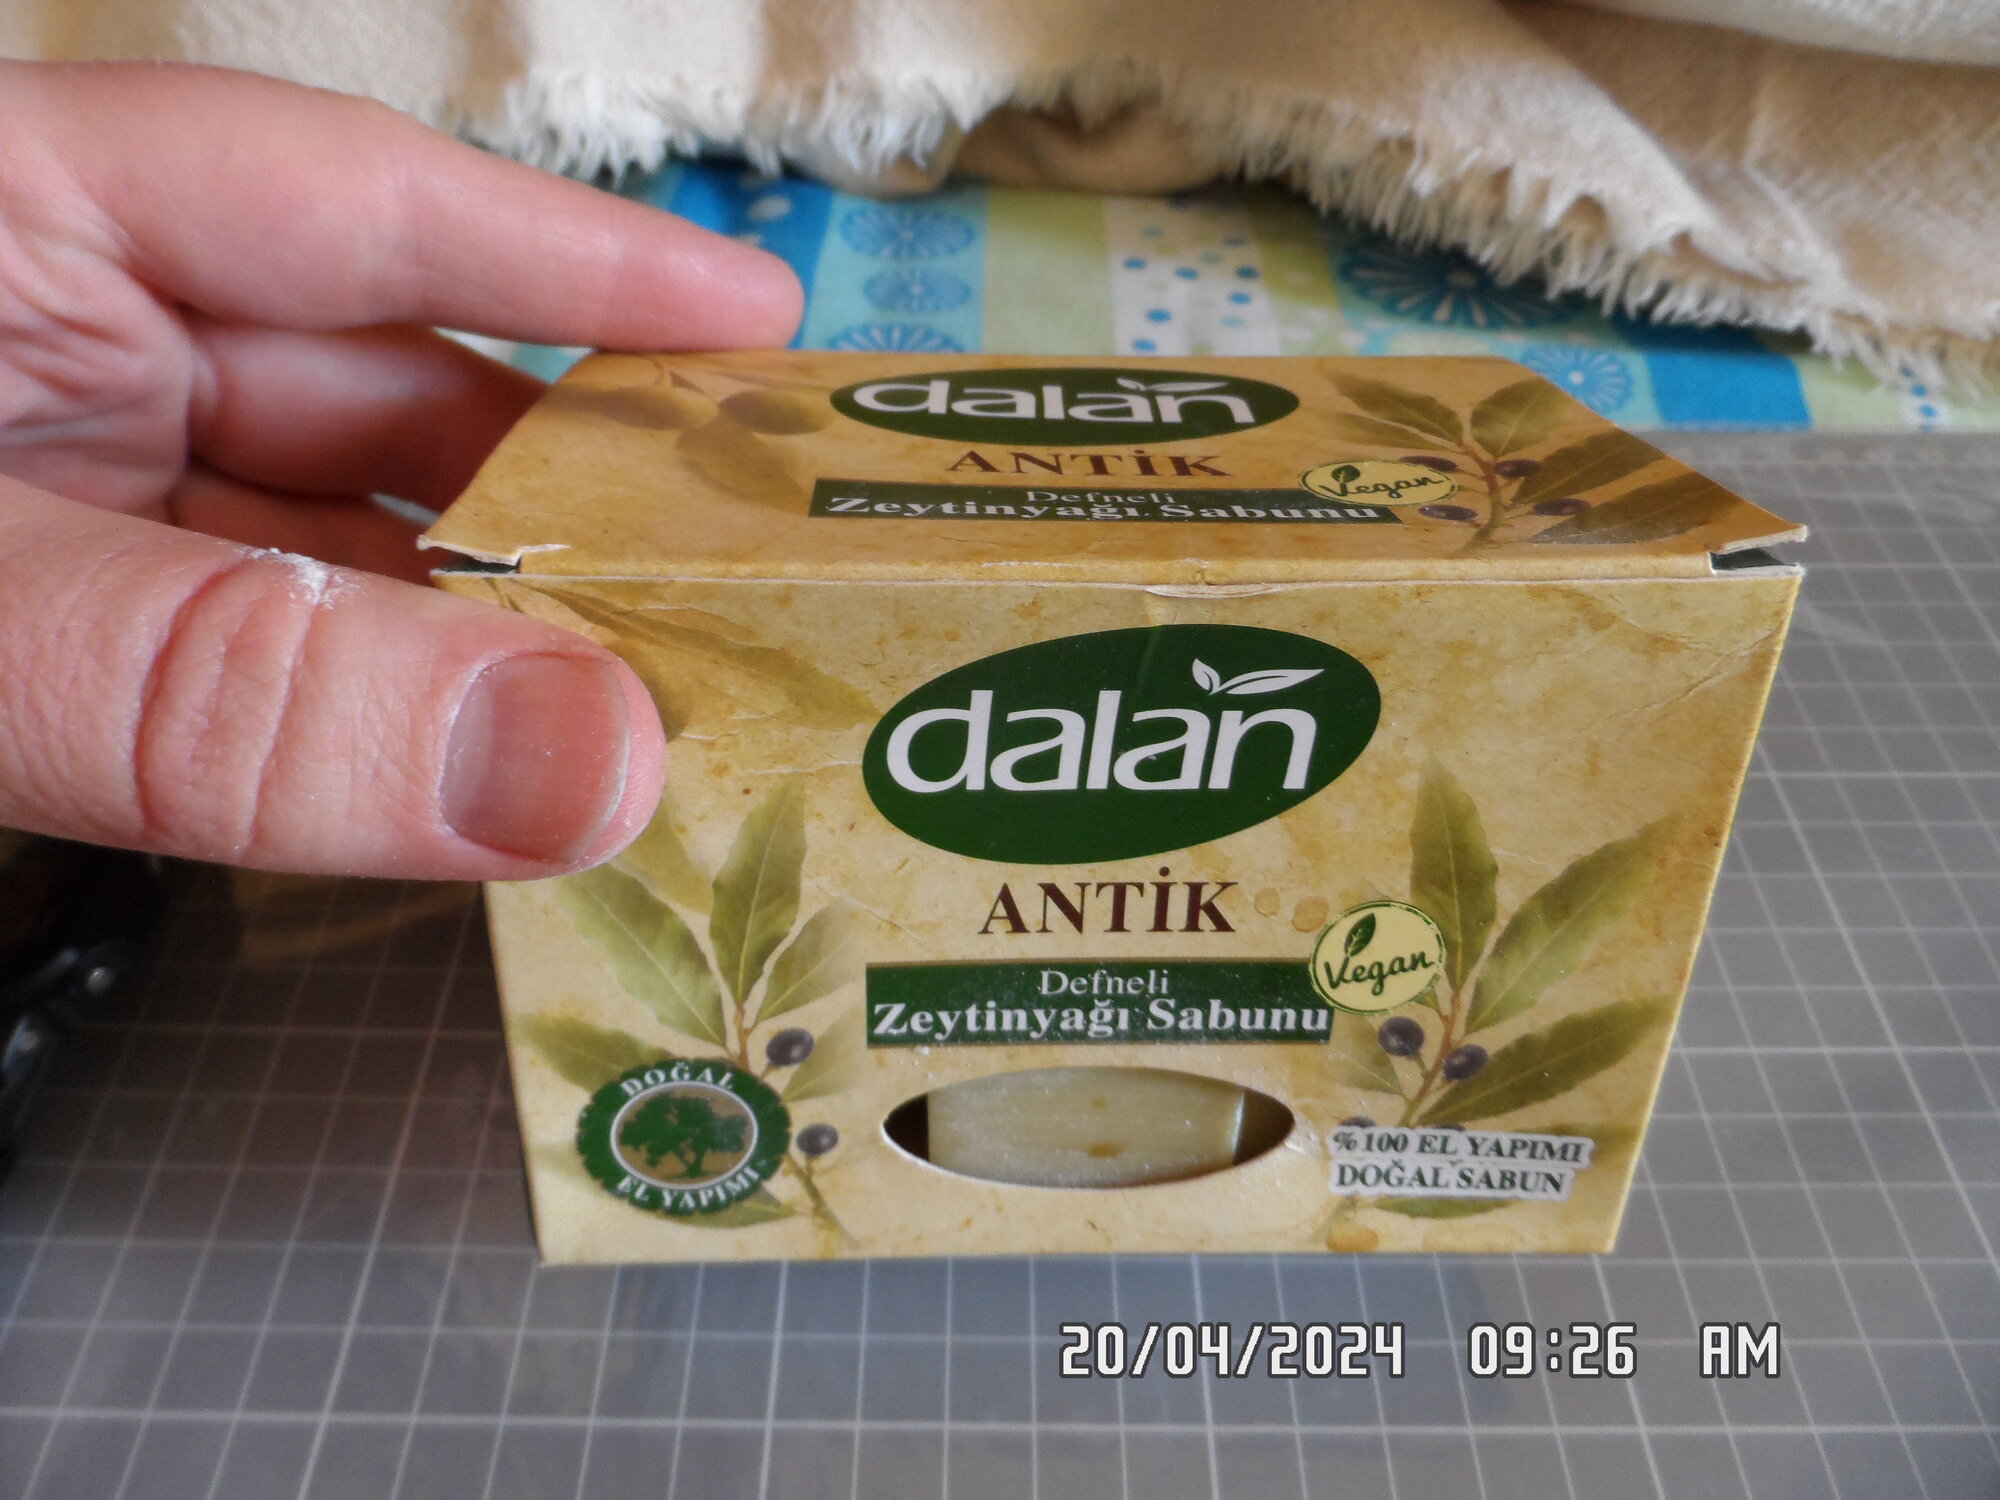 dalan
ANTİK
Defneli
Zeytinyağı Sabunu
Vegan
dalan
ANTİK
Defneli
Zeytinyağı Sabunu
Vegan
DOĞAL
EL YAPIMI
%100 EL YAPIMI
DOĞAL SABUN
20/04/2024 09:26 AM